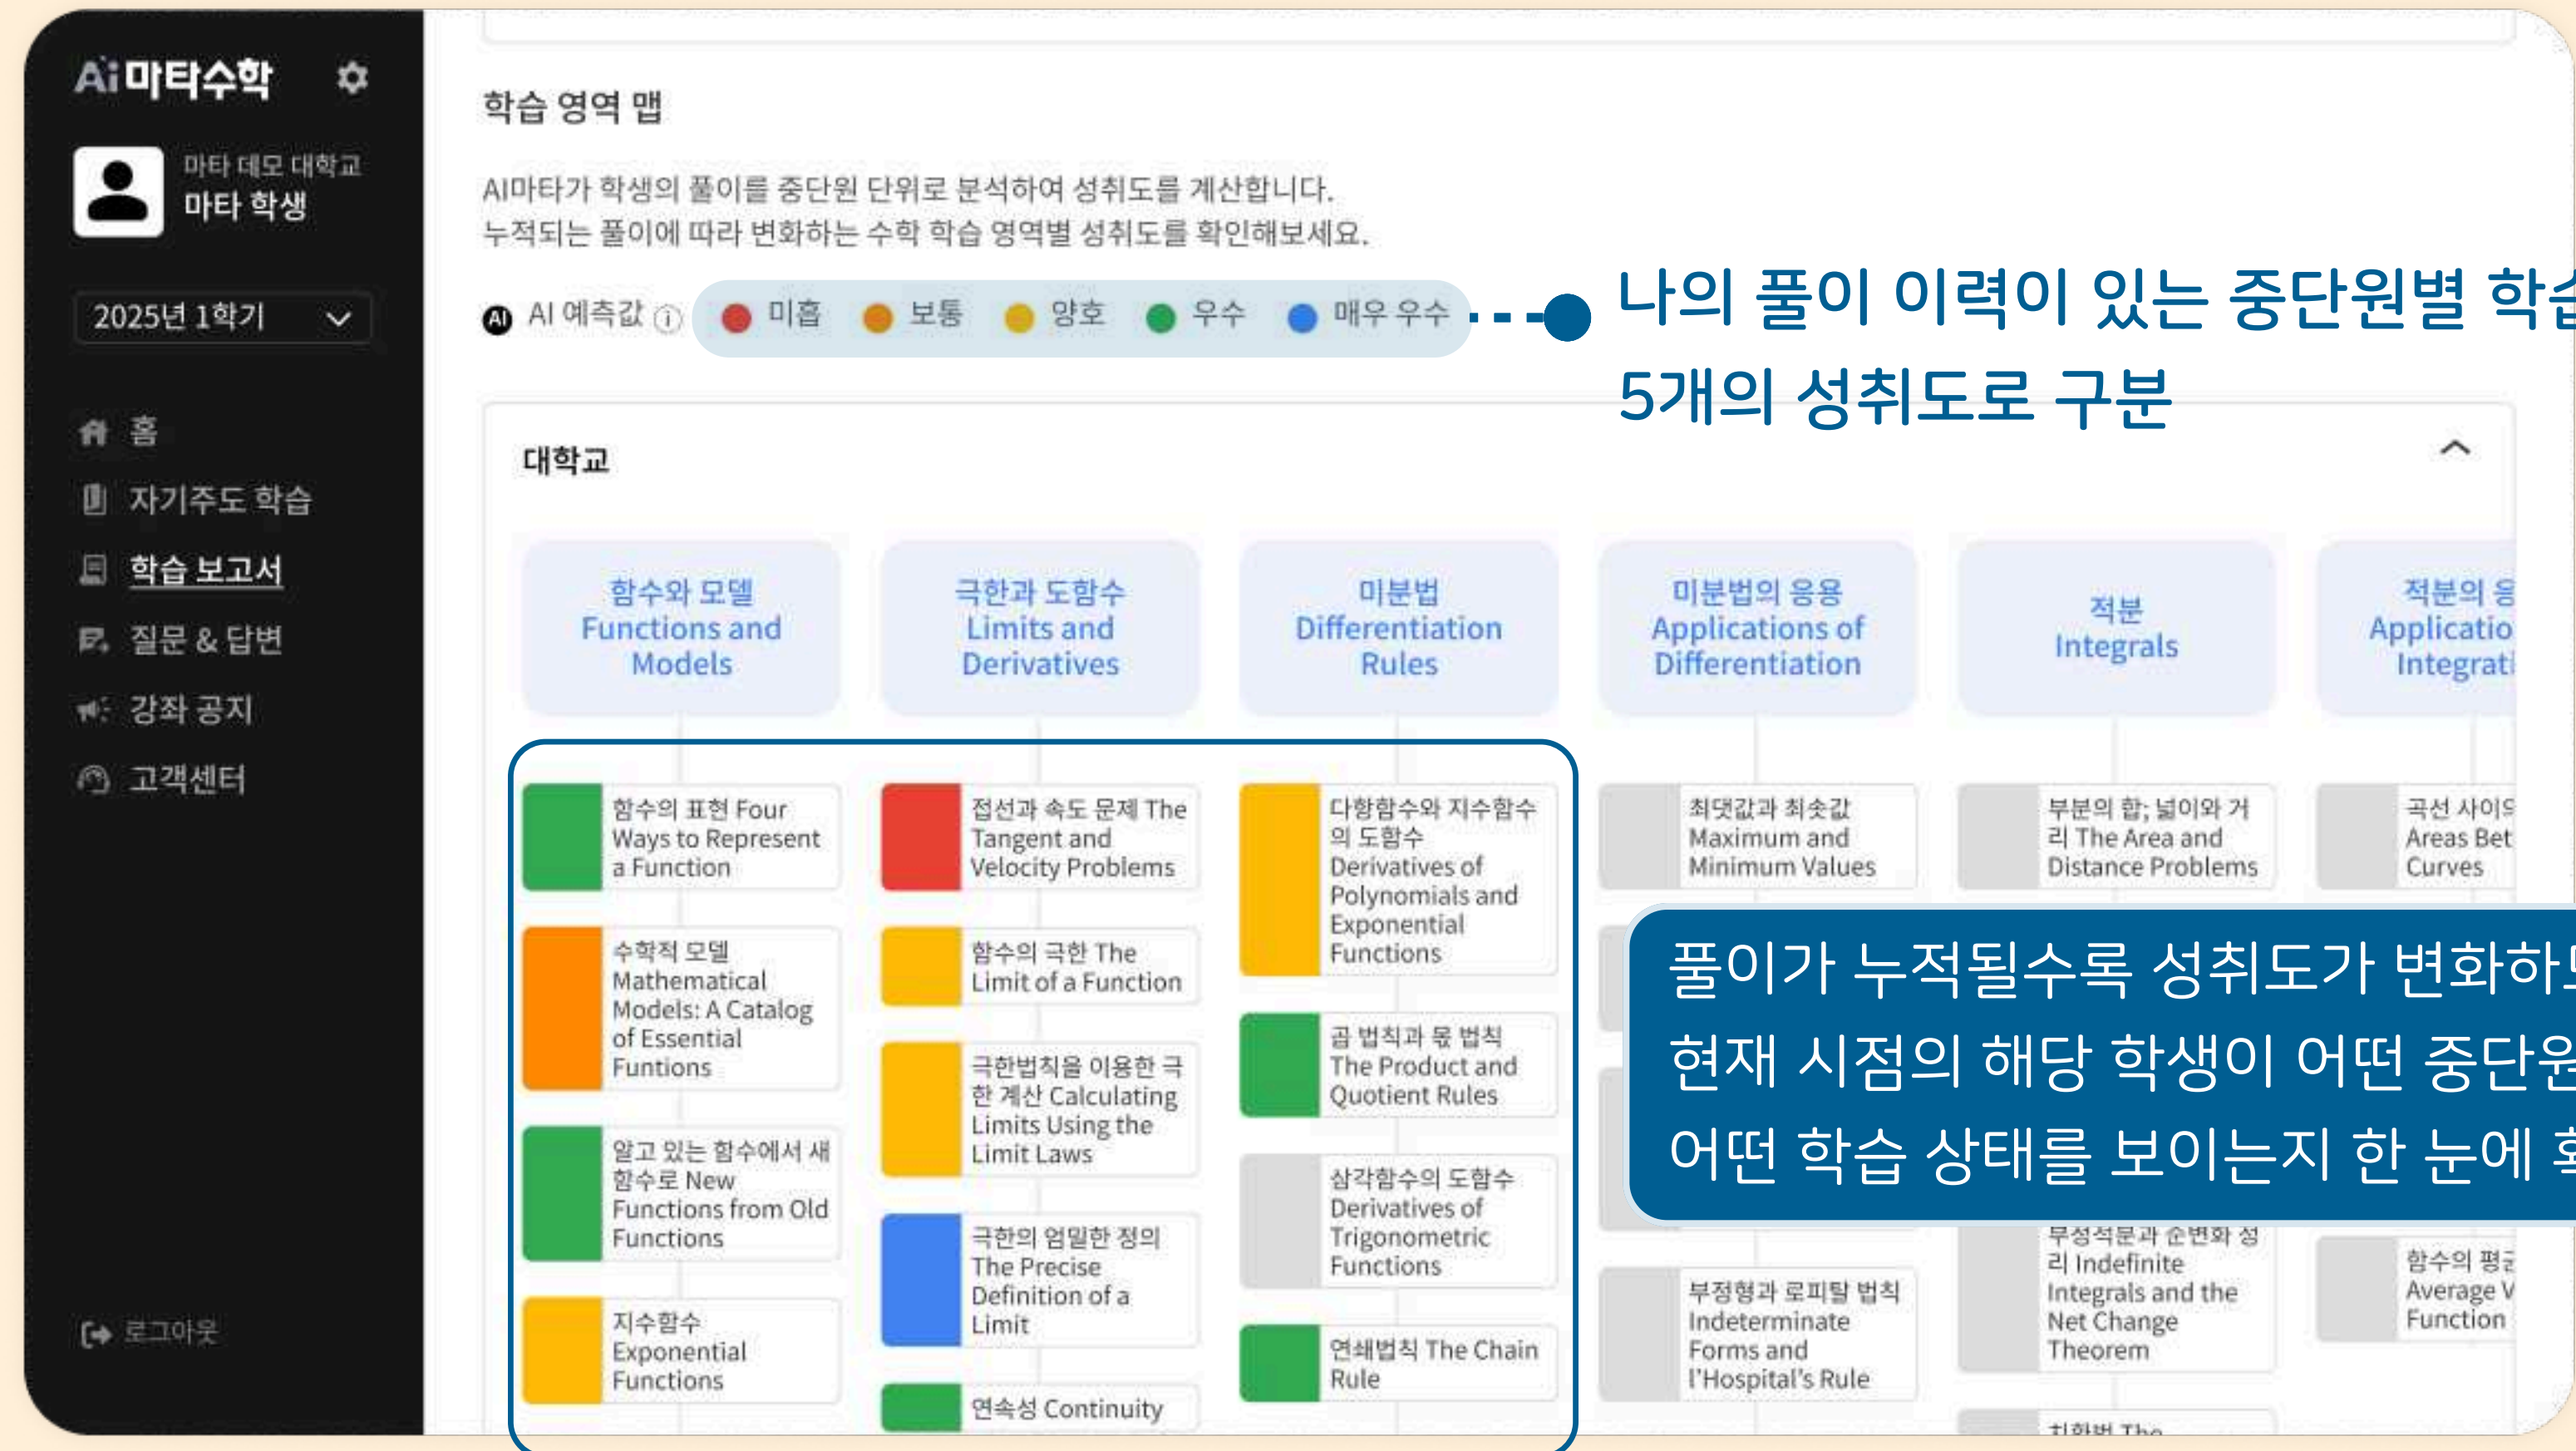 Ai 마타수학
마타 데모 대학교
마타 학생
2025년 1학기
홈
자기주도 학습
학습 보고서
질문 & 답변
강좌 공지
고객센터
로그아웃
학습 영역 맵
AI마타가 학생의 풀이를 중단원 단위로 분석하여 성취도를 계산합니다.
누적되는 풀이에 따라 변화하는 수학 학습 영역별 성취도를 확인해보세요.
AI AI 예측값 미흡 보통 양호 우수 매우 우수
나의 풀이 이력이 있는 중단원별
5개의 성취도로 구분
대학교
함수와 모델
Functions and
Models
극한과 도함수
Limits and
Derivatives
미분법
Differentiation
Rules
미분법의 응용
Applications of
Differentiation
적분
Integrals
적분의
함수의 표현 Four
Ways to Represent
a Function
수학적 모델
Mathematical
Models: A Catalog
of Essential
Funtions
알고 있는 함수에서 새
함수로 New
Functions from Old
Functions
지수함수
Exponential
Functions
접선과 속도 문제 The
Tangent and
Velocity Problems
함수의 극한 The
Limit of a Function
극한법칙을 이용한 극
한 계산 Calculating
Limits Using the
Limit Laws
극한의 엄밀한 정의
The Precise
Definition of a
Limit
연속성 Continuity
다항함수와 지수함수
의 도함수
Derivatives of
Polynomials and
Exponential
Functions
곱 법칙과 몫 법칙
The Product and
Quotient Rules
삼각함수의 도함수
Derivatives of
Trigonometric
Functions
연쇄법칙 The Chain
Rule
최댓값과 최솟값
Maximum and
Minimum Values
부정형과 로피탈 법칙
Indeterminate
Forms and
l'Hospital's Rule
부분의 합; 넓이와 거
리 The Area and
Distance Problems
부정적분과 순변화 정
리 Indefinite
Integrals and the
Net Change
Theorem
곡선
Areas
Curves
함수의
Average
Function
풀이가 누적될수록 성취도가
현재 시점의 해당 학생이 어떤
어떤 학습 상태를 보이는지 한 눈에